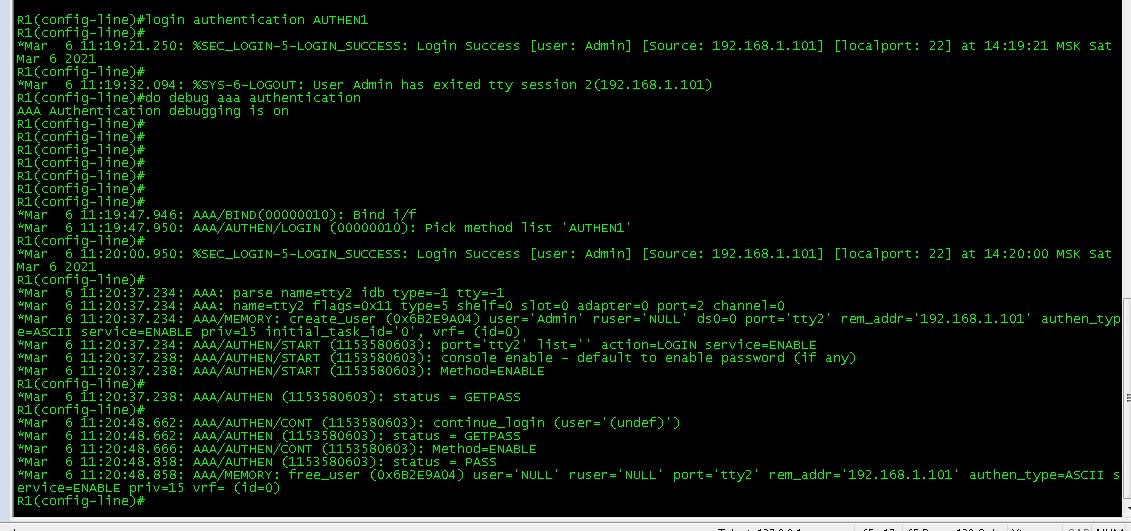 R1(config-line)#login authentication AUTHEN1
R1(config-line)#
*Mar  6 11:19:21.250: %SEC_LOGIN-5-LOGIN_SUCCESS: Login Success [user: Admin] [Source: 192.168.1.101] [localport: 22] at 14:19:21 MSK Sat
Mar 6 2021
R1(config-line)#
*Mar  6 11:19:32.094: %SYS-6-LOGOUT: User Admin has exited tty session 2(192.168.1.101)
R1(config-line)#do debug aaa authentication
AAA Authentication debugging is on
R1(config-line)#
R1(config-line)#
R1(config-line)#
R1(config-line)#
R1(config-line)#
R1(config-line)#
R1(config-line)#
*Mar  6 11:19:47.946: AAA/BIND(00000010): Bind i/f
*Mar  6 11:19:47.950: AAA/AUTHEN/LOGIN (00000010): Pick method list 'AUTHEN1'
R1(config-line)#
*Mar  6 11:20:00.950: %SEC_LOGIN-5-LOGIN_SUCCESS: Login Success [user: Admin] [Source: 192.168.1.101] [localport: 22] at 14:20:00 MSK Sat
Mar 6 2021
R1(config-line)#
*Mar  6 11:20:37.234: AAA: parse name=tty2 idb type=-1 tty=-1
*Mar  6 11:20:37.234: AAA: name=tty2 flags=0x11 type=5 shelf=0 slot=0 adapter=0 port=2 channel=0
*Mar  6 11:20:37.234: AAA/MEMORY: create_user (0x6B2E9A04) user='Admin' ruser='NULL' ds0=0 port='tty2' rem_addr='192.168.1.101' authen_typ
e=ASCII service=ENABLE priv=15 initial_task_id='0', vrf= (id=0)
*Mar  6 11:20:37.234: AAA/AUTHEN/START (1153580603): port='tty2' list='' action=LOGIN service=ENABLE
*Mar  6 11:20:37.238: AAA/AUTHEN/START (1153580603): console enable - default to enable password (if any)
*Mar  6 11:20:37.238: AAA/AUTHEN/START (1153580603): Method=ENABLE
R1(config-line)#
*Mar  6 11:20:37.238: AAA/AUTHEN (1153580603): status = GETPASS
R1(config-line)#
*Mar  6 11:20:48.662: AAA/AUTHEN/CONT (1153580603): continue_login (user='(undef)')
*Mar  6 11:20:48.662: AAA/AUTHEN (1153580603): status = GETPASS
*Mar  6 11:20:48.666: AAA/AUTHEN/CONT (1153580603): Method=ENABLE
*Mar  6 11:20:48.858: AAA/AUTHEN (1153580603): status = PASS
*Mar  6 11:20:48.858: AAA/MEMORY: free_user (0x6B2E9A04) user='NULL' ruser='NULL' port='tty2' rem_addr='192.168.1.101' authen_type=ASCII s
ervice=ENABLE priv=15 vrf= (id=0)
R1(config-line)#